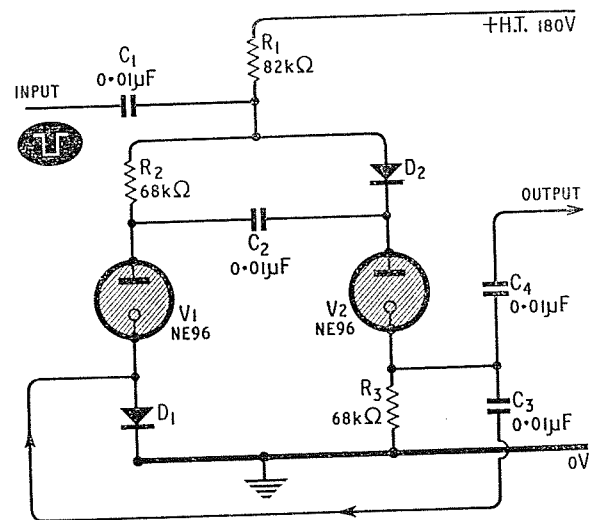 +H.T. 180V
R1
82kΩ
C1
0·01µF
INPUT
R2
68kΩ
D2
OUTPUT
C2
0·01µF
C4
0·01µF
V1
NE96
V2
NE96
R3
68kΩ
C3
0·01µF
D1
0V